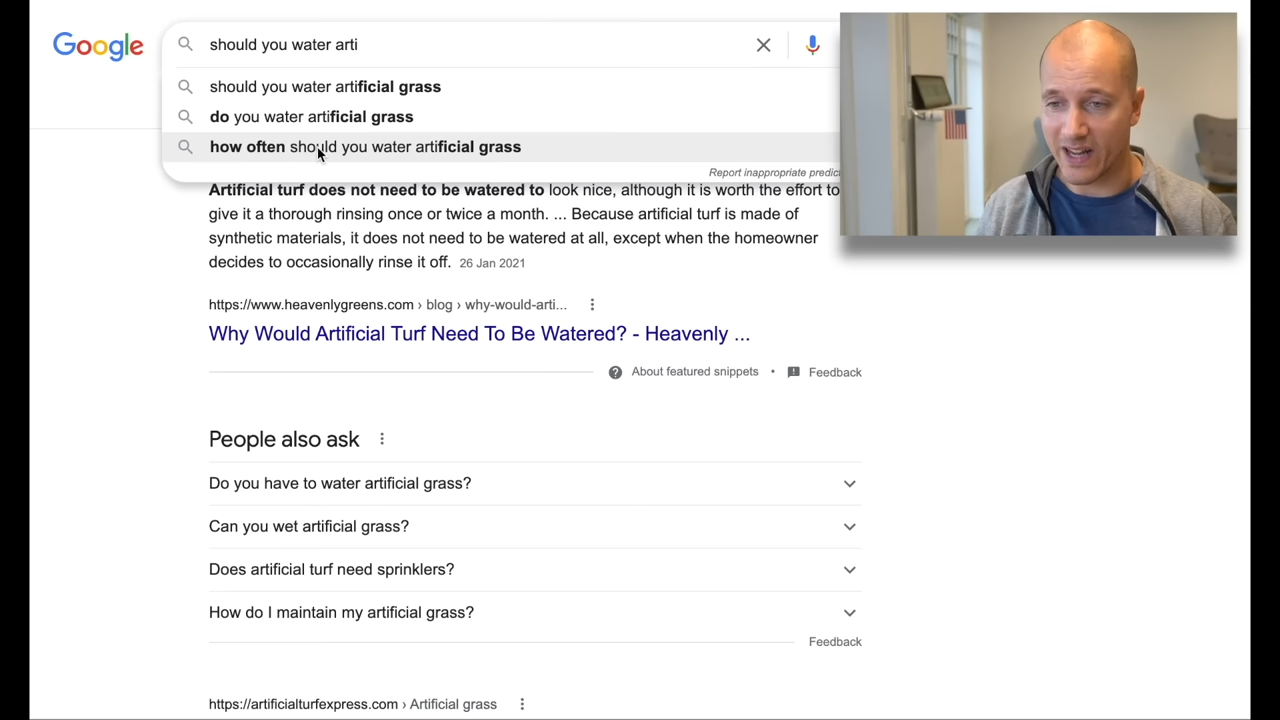 Google
should you water arti
should you water artificial grass
do you water artificial grass
how often should you water artificial grass
Report inappropriate predic
Artificial turf does not need to be watered to look nice, although it is worth the effort to
give it a thorough rinsing once or twice a month. ... Because artificial turf is made of
synthetic materials, it does not need to be watered at all, except when the homeowner
decides to occasionally rinse it off. 26 Jan 2021
https://www.heavenlygreens.com › blog › why-would-arti...
Why Would Artificial Turf Need To Be Watered? - Heavenly ...
About featured snippets • Feedback
People also ask
Do you have to water artificial grass?
Can you wet artificial grass?
Does artificial turf need sprinklers?
How do I maintain my artificial grass?
Feedback
https://artificialturfexpress.com › Artificial grass